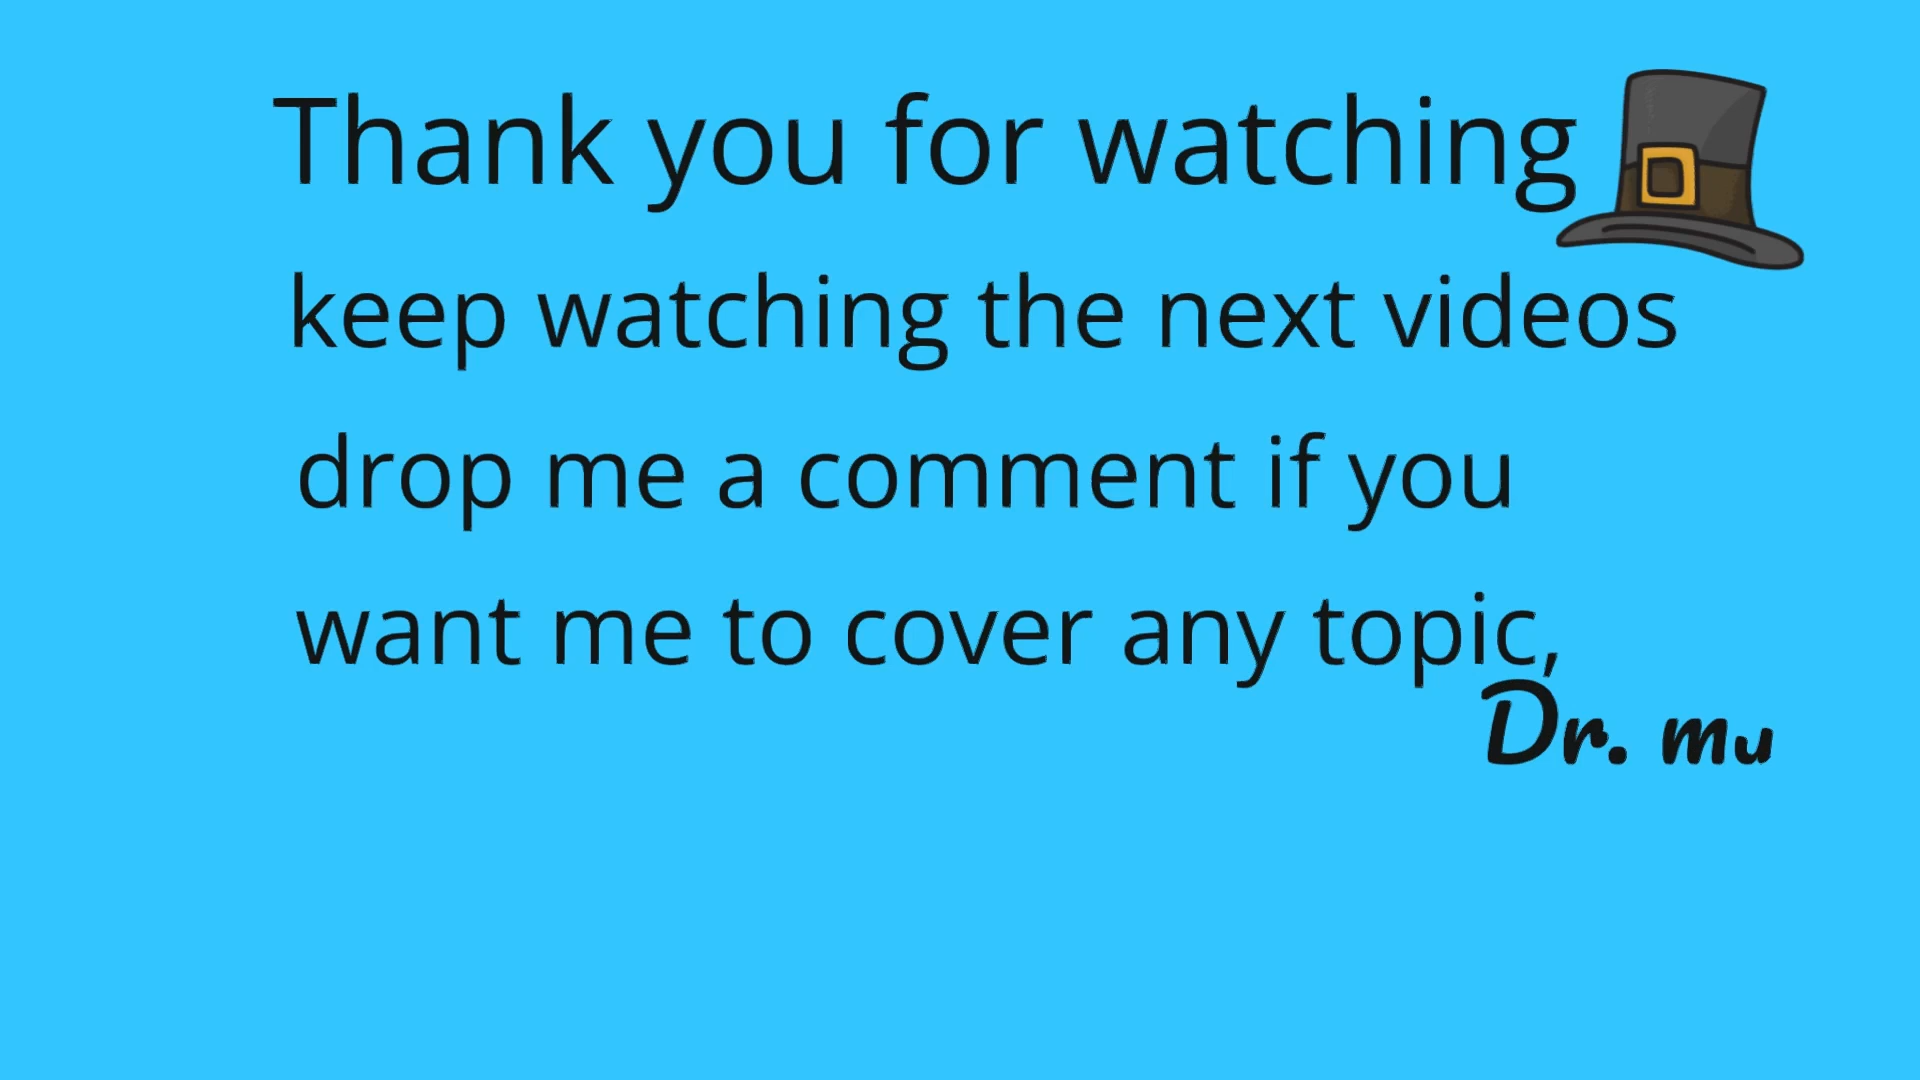 Thank you for watching
keep watching the next videos
drop me a comment if you
want me to cover any topic,
Dr. mu